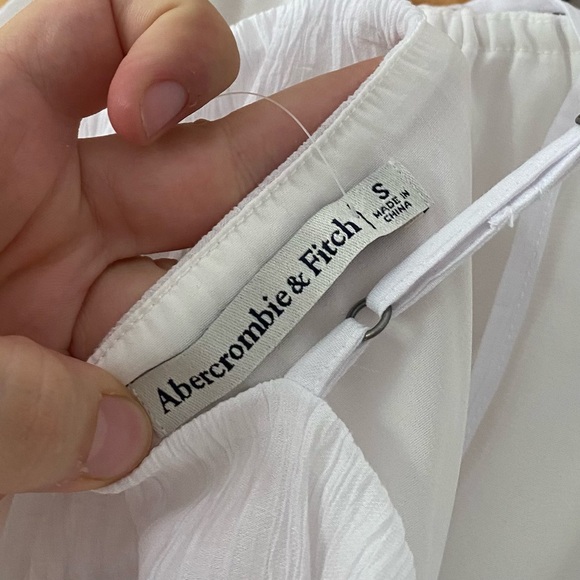 Abercrombie & Fitch
S
MADE IN
CHINA